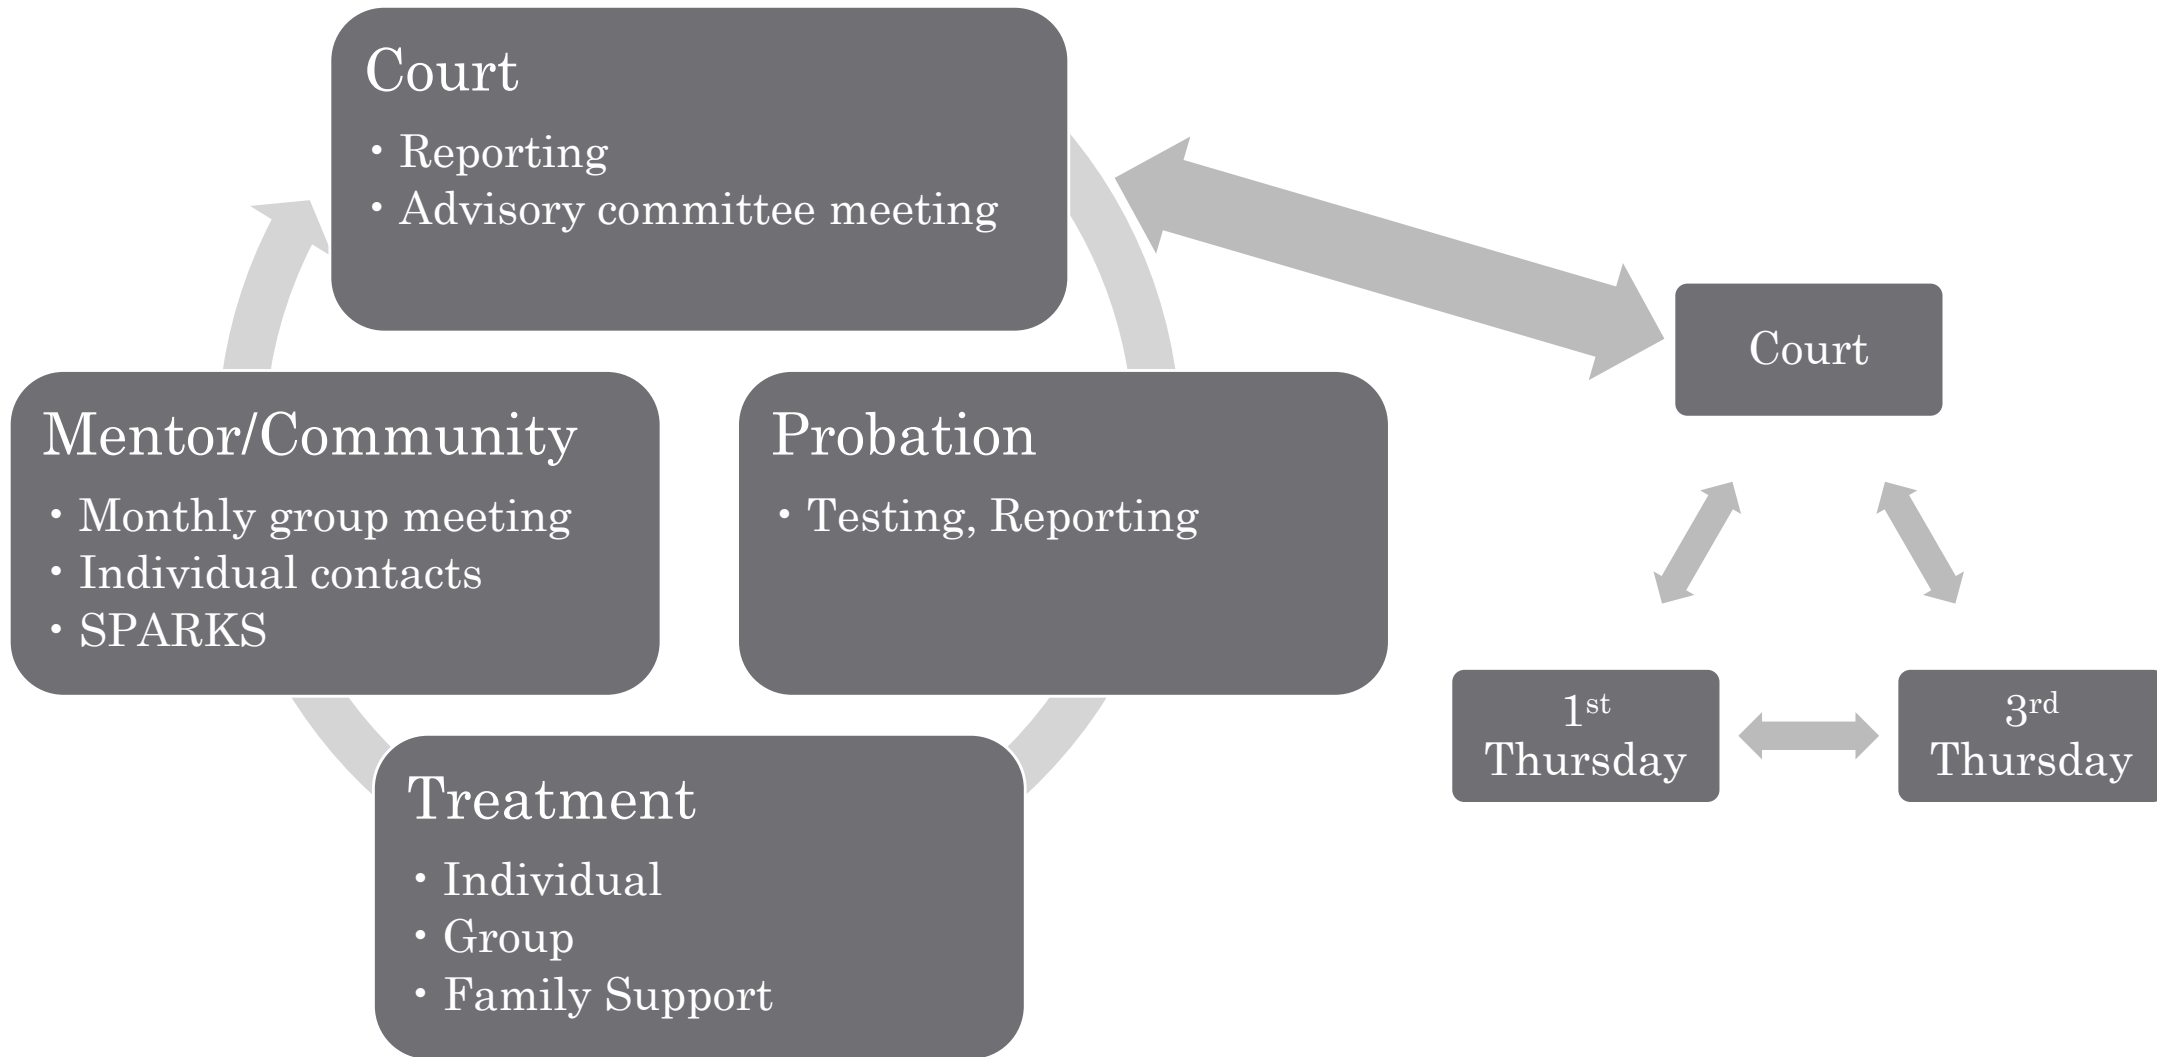 Court
• Reporting
• Advisory committee meeting
Mentor/Community
• Monthly group meeting
• Individual contacts
• SPARKS
Probation
• Testing, Reporting
Treatment
• Individual
• Group
• Family Support
Court
1st
Thursday
3rd
Thursday